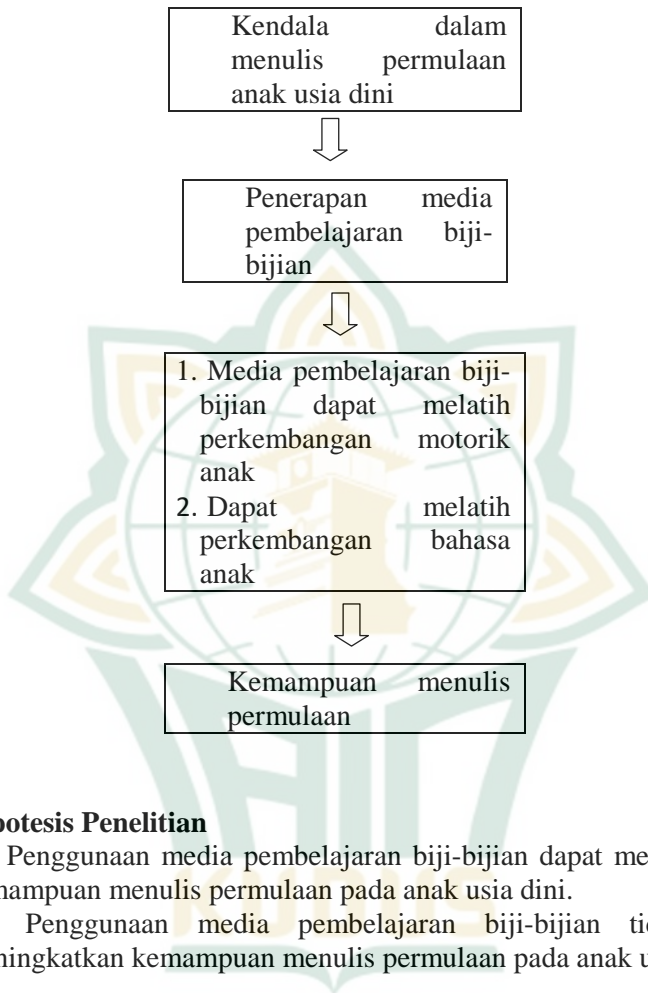 Kendala dalam
menulis permulaan
anak usia dini
Penerapan media
pembelajaran biji-
bijian
1. Media pembelajaran biji-
bijian dapat melatih
perkembangan motorik
anak
2. Dapat melatih
perkembangan bahasa
anak
Kemampuan menulis
permulaan
potesis Penelitian
Penggunaan media pembelajaran biji-bijian dapat me
mampuan menulis permulaan pada anak usia dini.
Penggunaan media pembelajaran biji-bijian ti
ningkatkan kemampuan menulis permulaan pada anak u
KUDUS